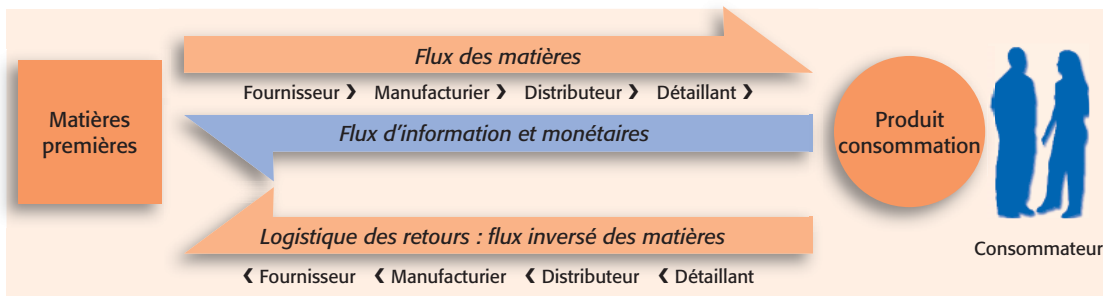 Flux des matières
Fournisseur ❯ Manufacturier ❯ Distributeur ❯ Détaillant ❯
Matières
premières
Flux d’information et monétaires
Produit
consommation
Logistique des retours : flux inversé des matières
❮ Fournisseur ❮ Manufacturier ❮ Distributeur ❮ Détaillant
Consommateur